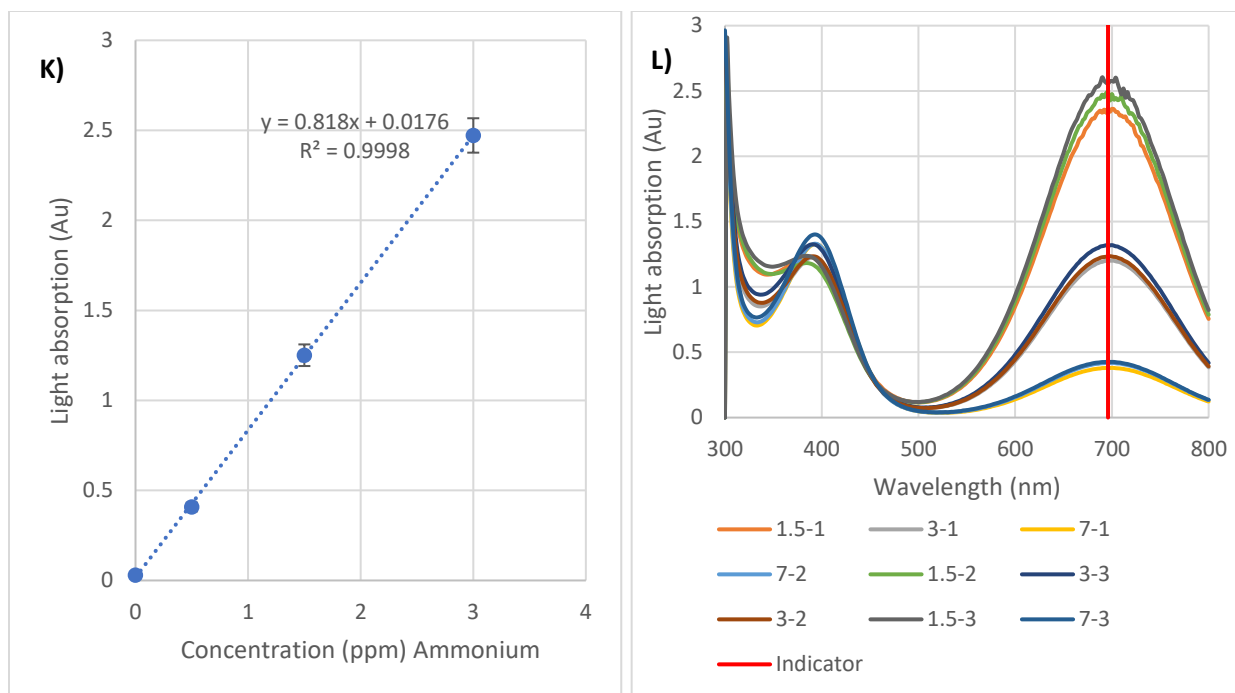 K)
3
2.5
2
1.5
1
0.5
0
y = 0.818x + 0.0176
R² = 0.9998
Light absorption (Au)
0 1 2 3 4
Concentration (ppm) Ammonium
L)
3
2.5
2
1.5
1
0.5
0
Light absorption (Au)
300 400 500 600 700 800
Wavelength (nm)
1.5-1 3-1 7-1
7-2 1.5-2 3-3
3-2 1.5-3 7-3
Indicator